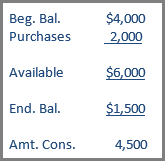 Beg. Bal. $4,000
Purchases 2,000
Available $6,000
End. Bal. $1,500
Amt. Cons. 4,500